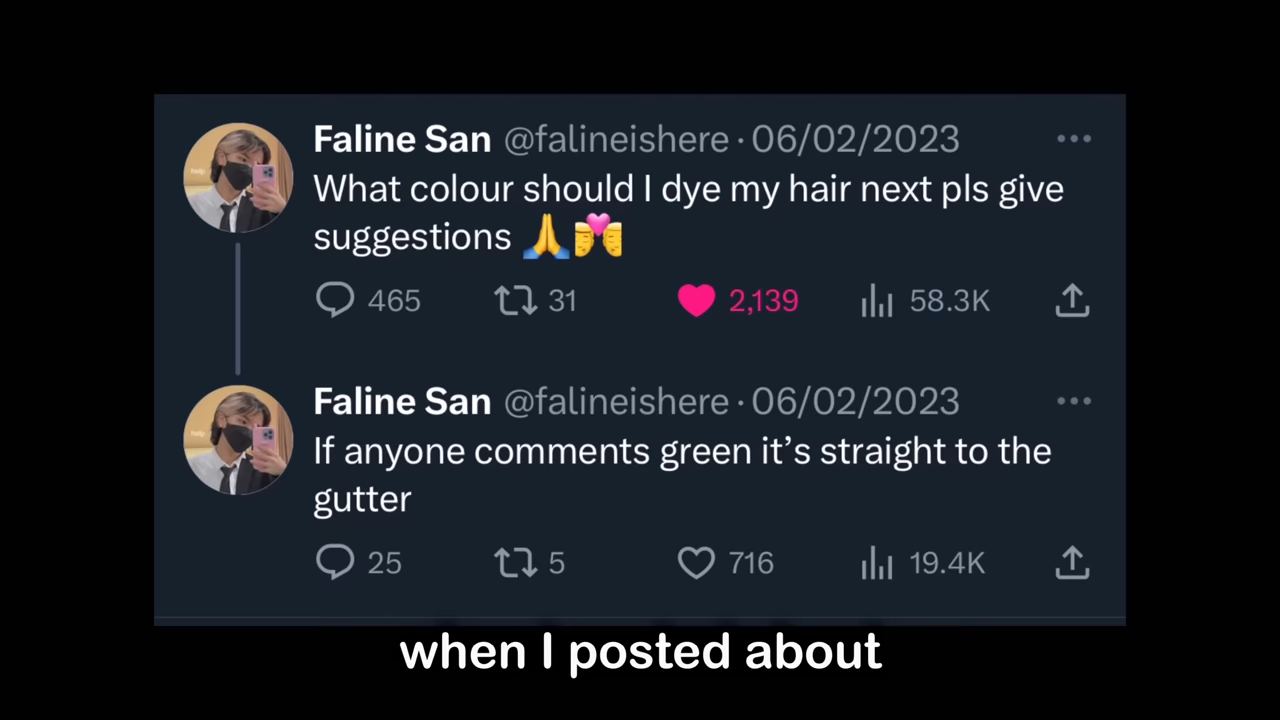 Faline San @falineishere · 06/02/2023
What colour should I dye my hair next pls give
suggestions 🙏💏
465 31 2,139 58.3K
Faline San @falineishere · 06/02/2023
If anyone comments green it’s straight to the
gutter
25 5 716 19.4K
when I posted about